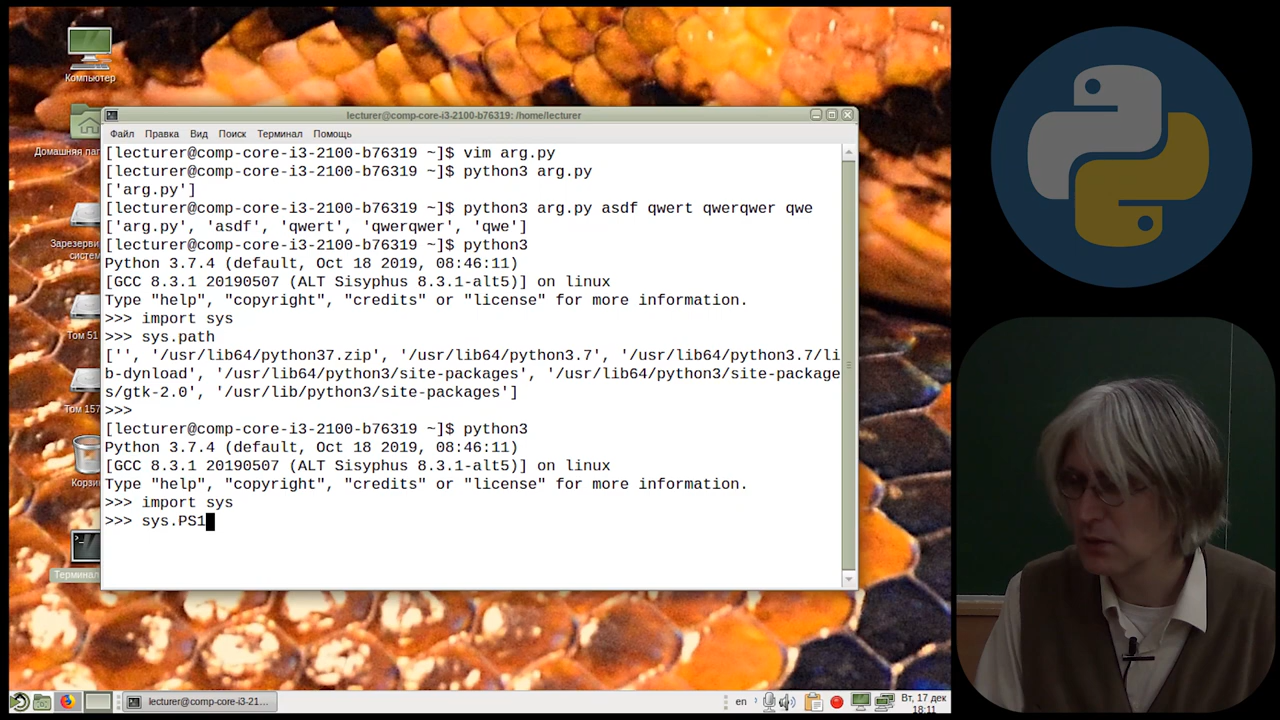 Компьютер
lecturer@comp-core-i3-2100-b76319: /home/lecturer
Файл Правка Вид Поиск Терминал Помощь
Домашняя пап
Зарезерви
систем
Том 51
Том 157
Корзи
Терминал
[lecturer@comp-core-i3-2100-b76319 ~]$ vim arg.py
[lecturer@comp-core-i3-2100-b76319 ~]$ python3 arg.py
['arg.py']
[lecturer@comp-core-i3-2100-b76319 ~]$ python3 arg.py asdf qwert qwerqwer qwe
['arg.py', 'asdf', 'qwert', 'qwerqwer', 'qwe']
[lecturer@comp-core-i3-2100-b76319 ~]$ python3
Python 3.7.4 (default, Oct 18 2019, 08:46:11)
[GCC 8.3.1 20190507 (ALT Sisyphus 8.3.1-alt5)] on linux
Type "help", "copyright", "credits" or "license" for more information.
>>> import sys
>>> sys.path
['', '/usr/lib64/python37.zip', '/usr/lib64/python3.7', '/usr/lib64/python3.7/li
b-dynload', '/usr/lib64/python3/site-packages', '/usr/lib64/python3/site-package
s/gtk-2.0', '/usr/lib/python3/site-packages']
>>>
[lecturer@comp-core-i3-2100-b76319 ~]$ python3
Python 3.7.4 (default, Oct 18 2019, 08:46:11)
[GCC 8.3.1 20190507 (ALT Sisyphus 8.3.1-alt5)] on linux
Type "help", "copyright", "credits" or "license" for more information.
>>> import sys
>>> sys.PS1
lecturer@comp-core-i3-21...
en
Вт, 17 дек
18:11